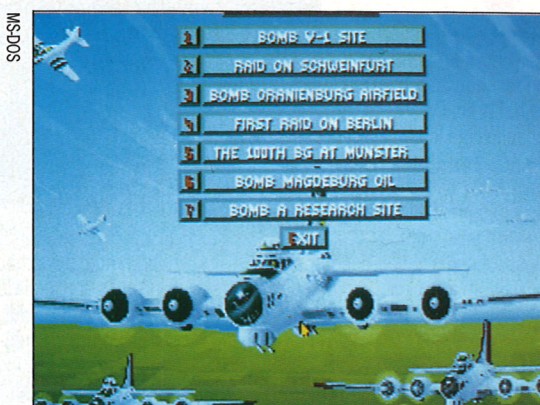 MS-DOS
1 BOMB V-1 SITE
2 RAID ON SCHWEINFURT
3 BOMB ORANIENBURG AIRFIELD
4 FIRST RAID ON BERLIN
5 THE 100TH BG AT MUNSTER
6 BOMB MAGDEBURG OIL
7 BOMB A RESEARCH SITE
EXIT